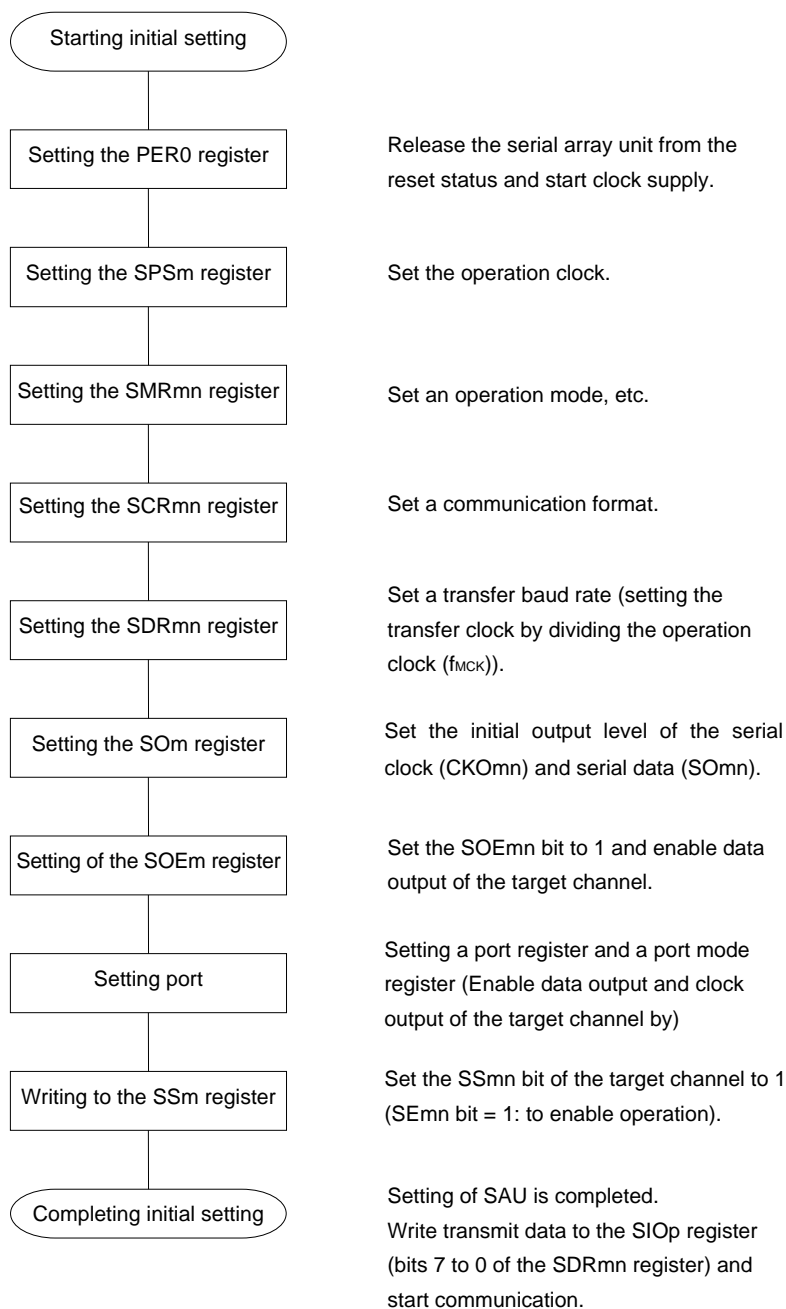 Starting initial setting
Setting the PER0 register
Release the serial array unit from the
reset status and start clock supply.
Setting the SPSm register
Set the operation clock.
Setting the SMRmn register
Set an operation mode, etc.
Setting the SCRmn register
Set a communication format.
Setting the SDRmn register
Set a transfer baud rate (setting the
transfer clock by dividing the operation
clock (fMCK)).
Setting the SOm register
Set the initial output level of the serial
clock (CKOmn) and serial data (SOmn).
Setting of the SOEm register
Set the SOEmn bit to 1 and enable data
output of the target channel.
Setting port
Setting a port register and a port mode
register (Enable data output and clock
output of the target channel by)
Writing to the SSm register
Set the SSmn bit of the target channel to 1
(SEmn bit = 1: to enable operation).
Completing initial setting
Setting of SAU is completed.
Write transmit data to the SIOp register
(bits 7 to 0 of the SDRmn register) and
start communication.